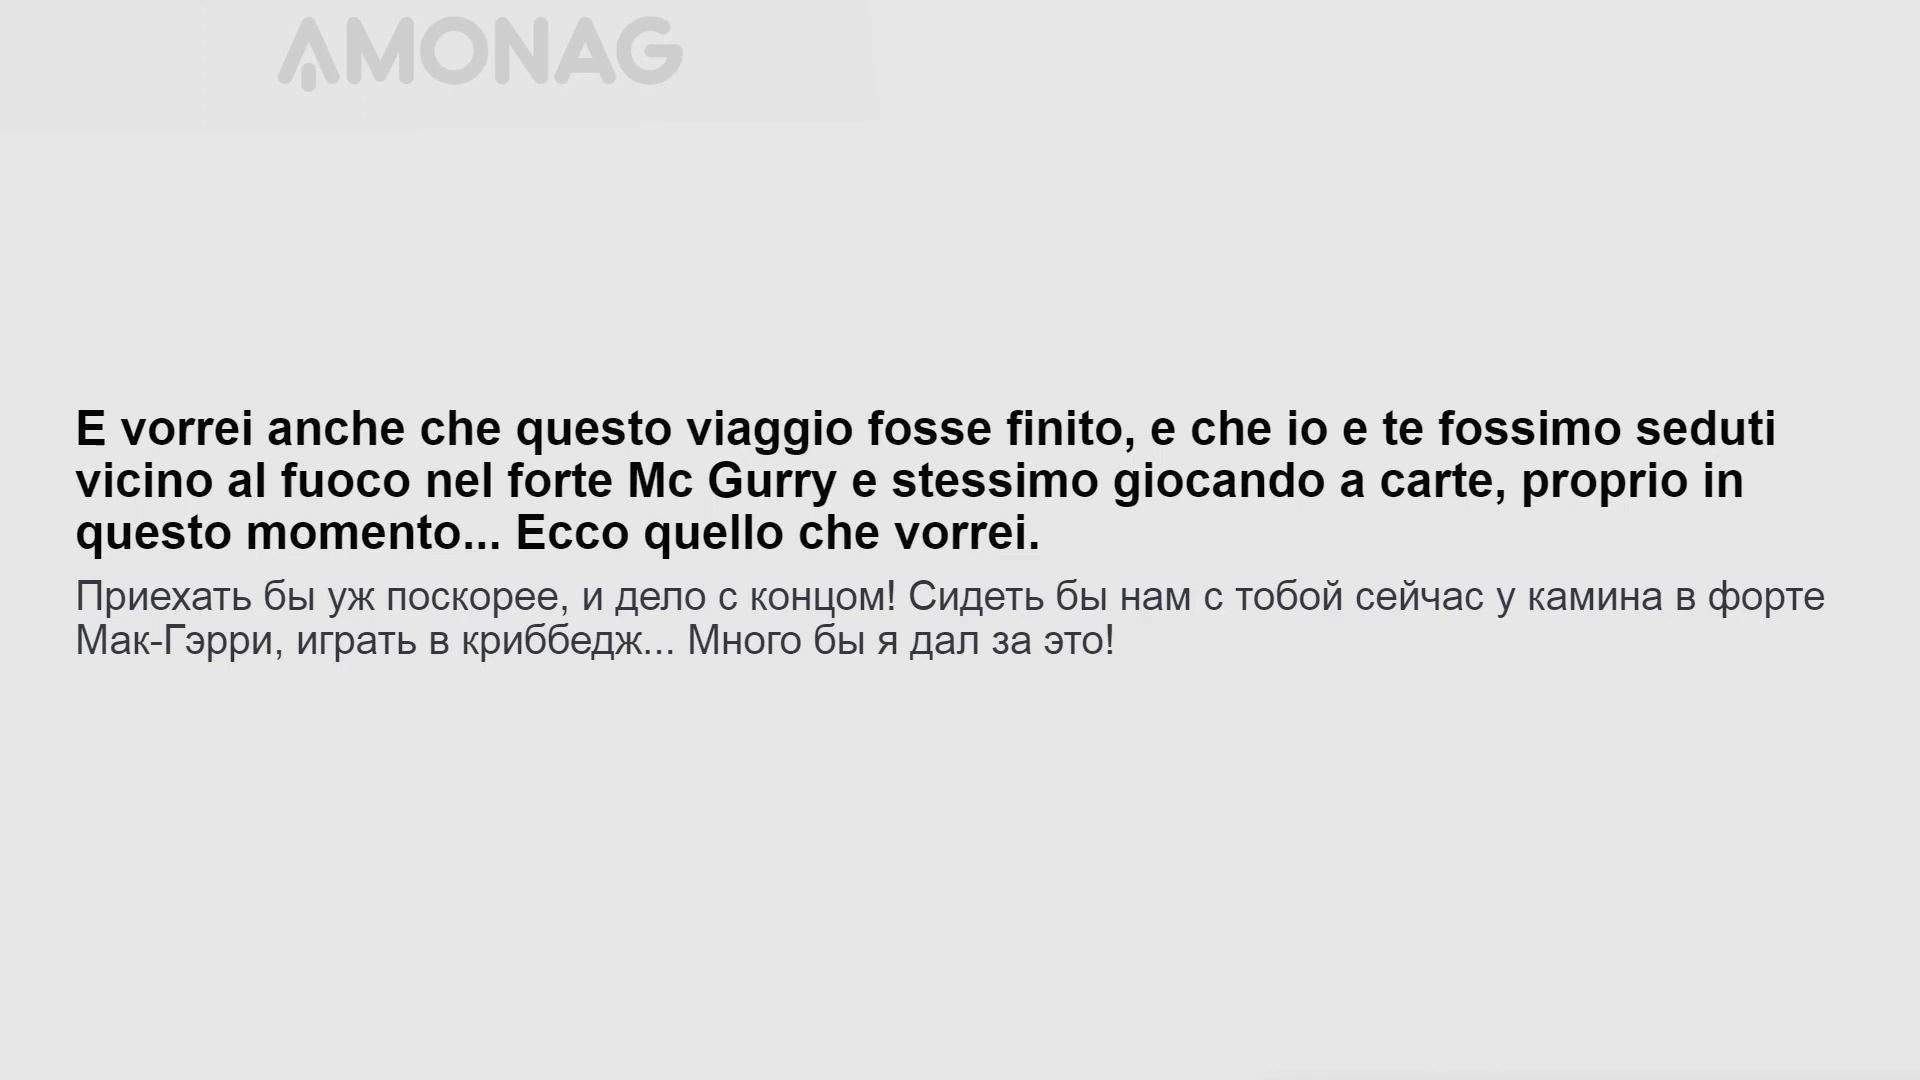 AMONAG
E vorrei anche che questo viaggio fosse finito, e che io e te fossimo seduti
vicino al fuoco nel forte Mc Gurry e stessimo giocando a carte, proprio in
questo momento... Ecco quello che vorrei.
Приехать бы уж поскорее, и дело с концом! Сидеть бы нам с тобой сейчас у камина в форте
Мак-Гэрри, играть в криббедж... Много бы я дал за это!